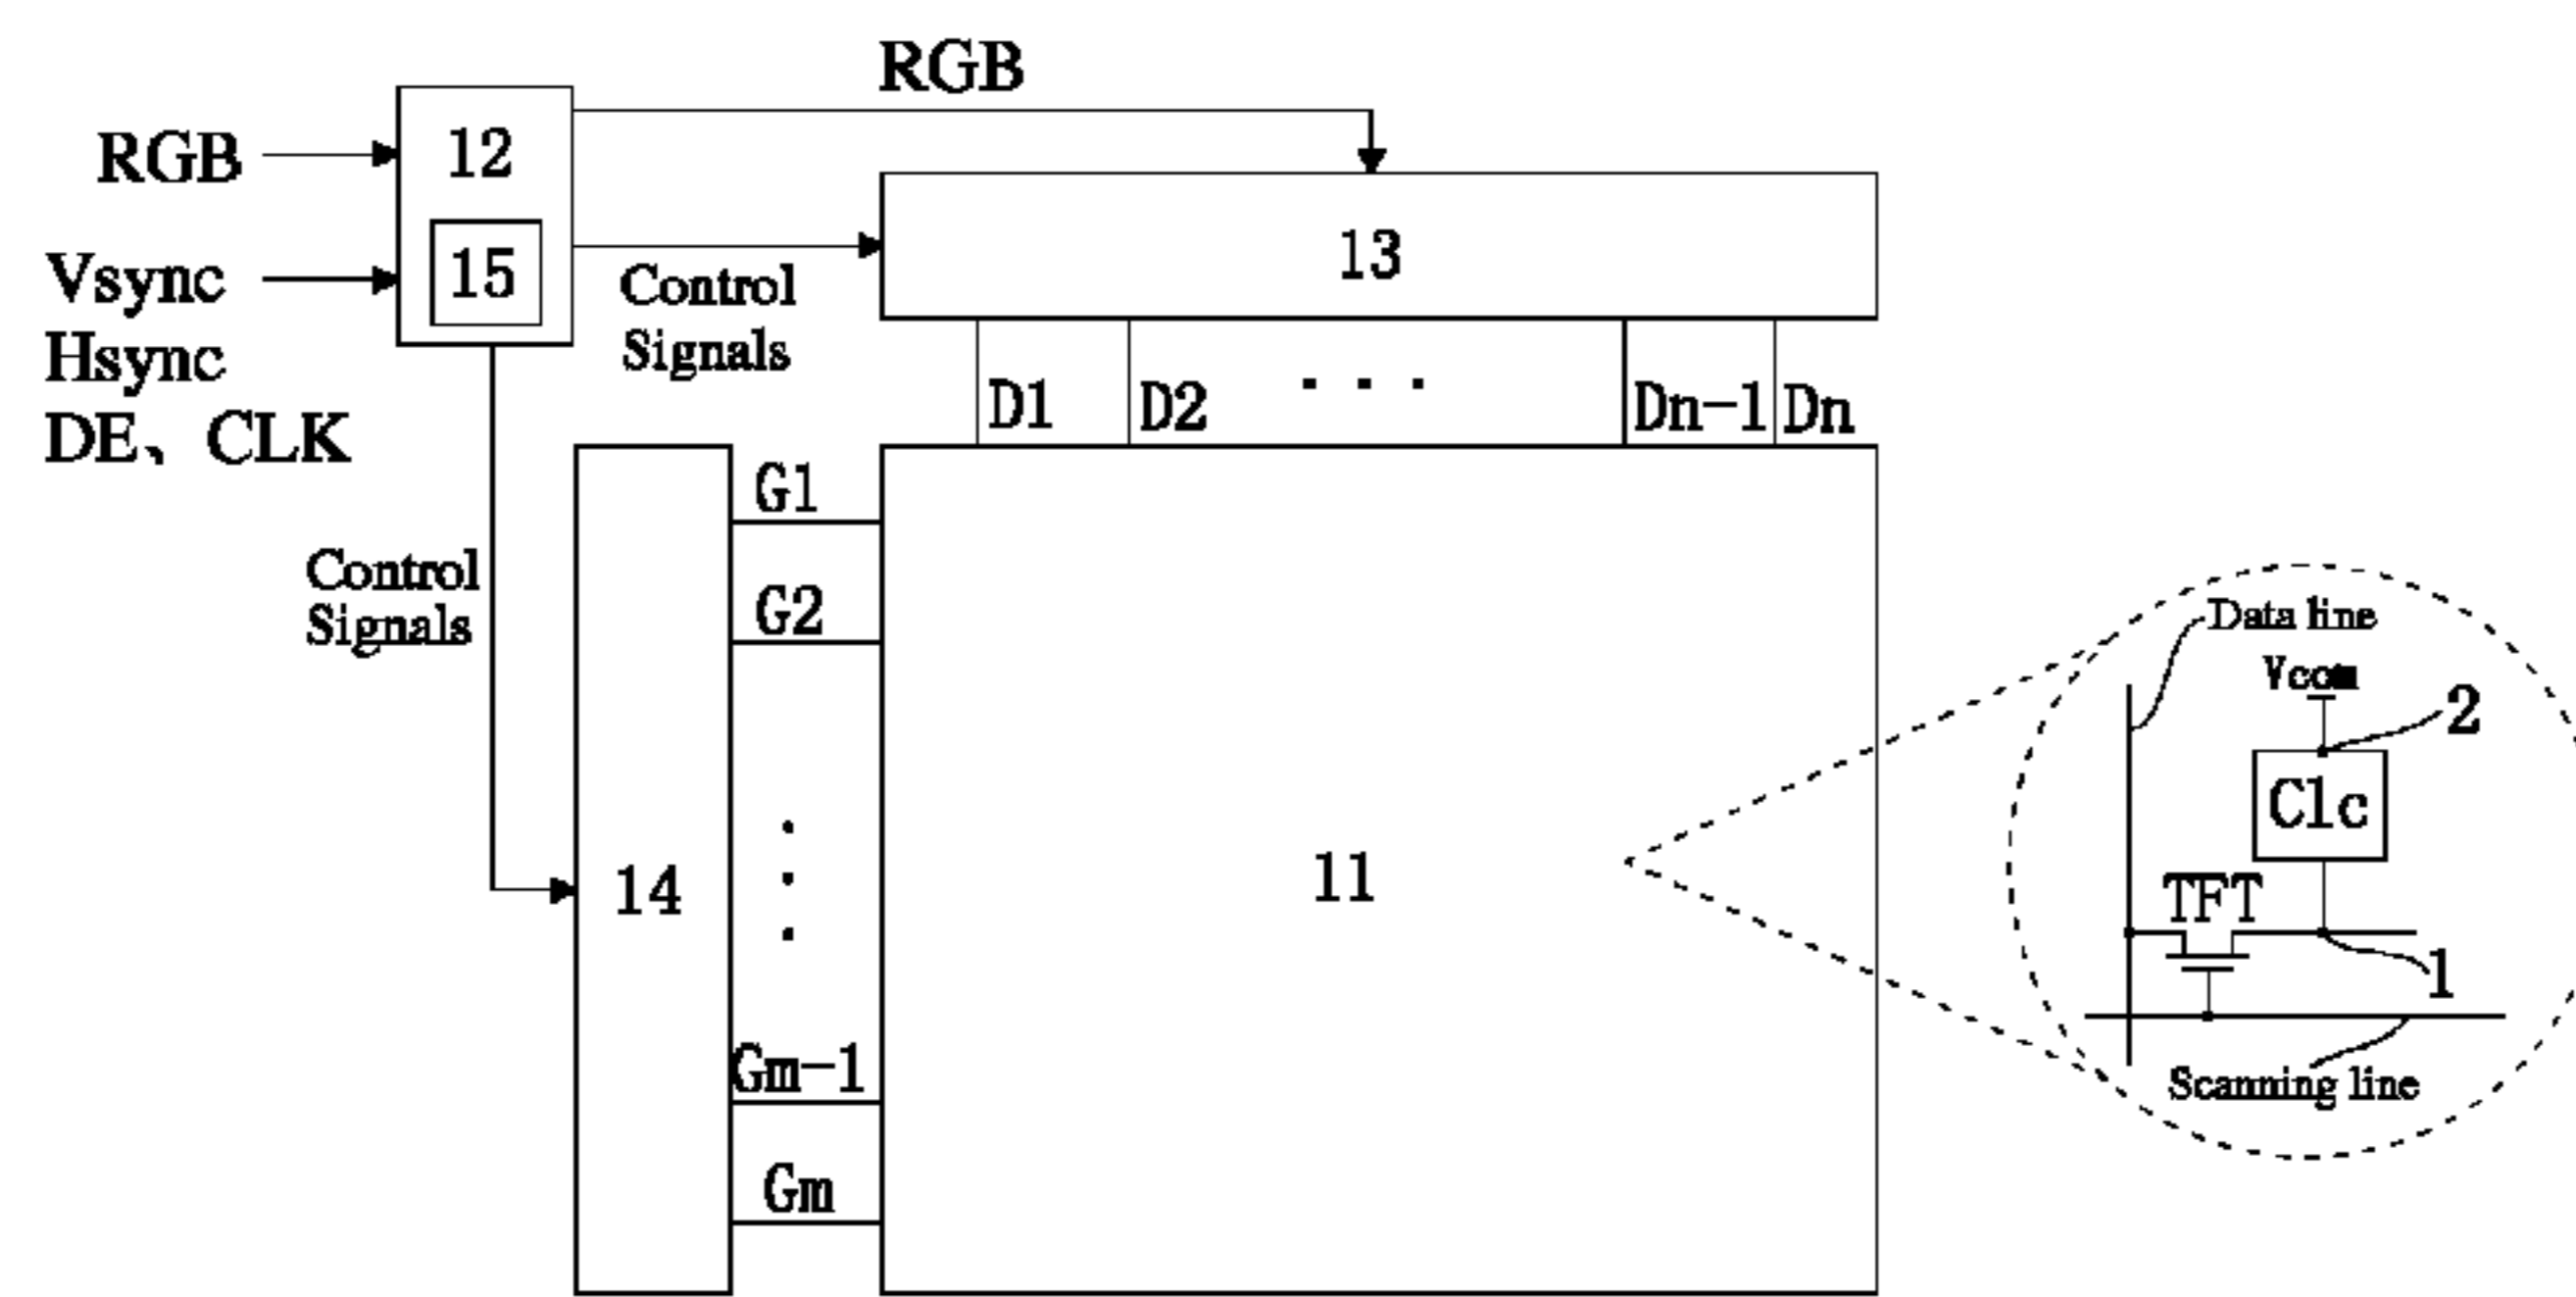 RGB
RGB
12
Vsync
15
13
Control
Signals
Hsync
DE、CLK
D1
D2
. . .
Dn-1
Dn
G1
Control
Signals
G2
Data line
Vcom
2
Clc
14
11
TFT
1
Gm-1
Scanning line
Gm